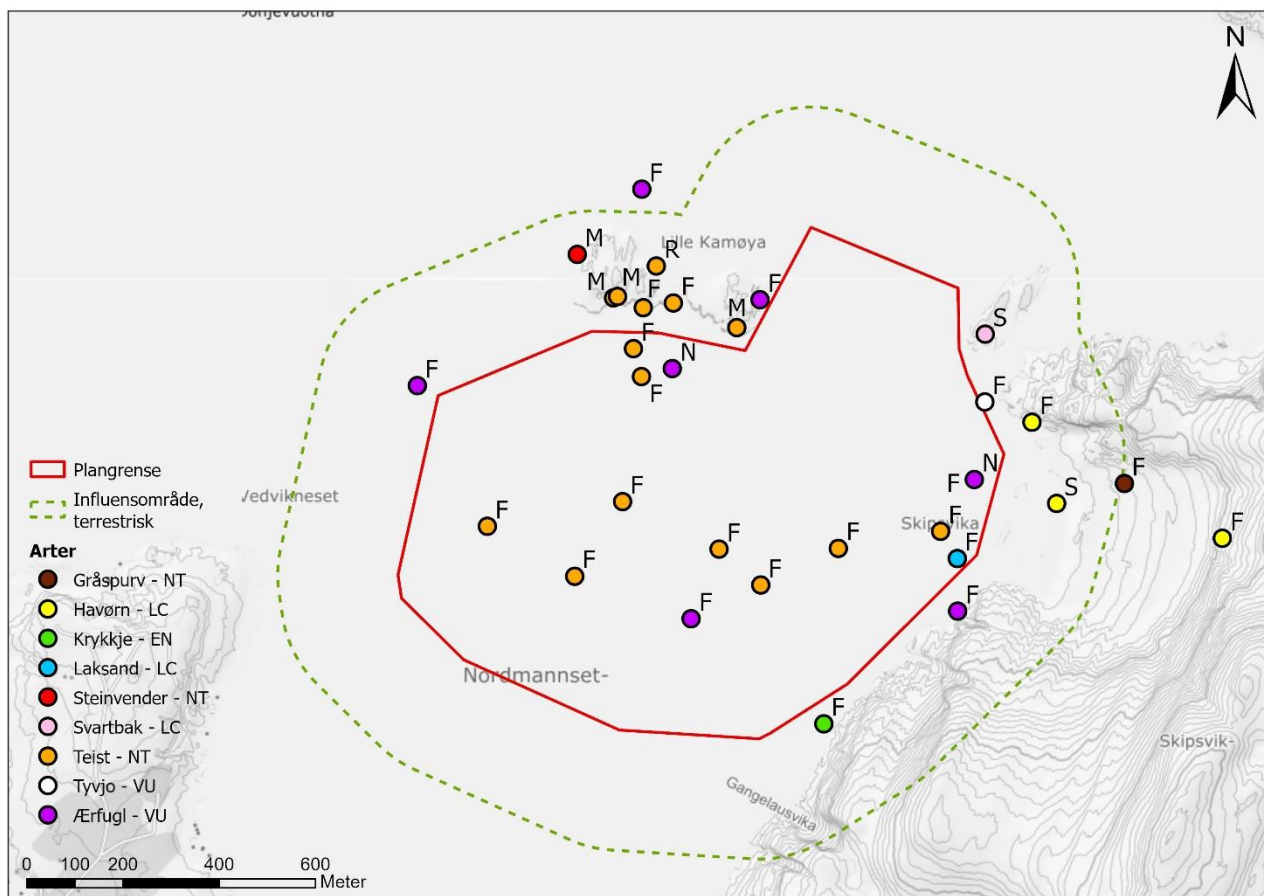 N
F
Lille Kamøya
M
R
M
M
F
F
M
F
S
F
N
F
F
F
F
Plangrense
Influensområde,
terrestrisk
Vedvikneset
F
F
F
N
S
F
Skipsvika
F
F
F
F
F
F
F
F
F
F
Nordmannset-
F
Skipsvik-
Gangelausvika
Arter
Gråspurv - NT
Havørn - LC
Krykkje - EN
Laksand - LC
Steinvender - NT
Svartbak - LC
Teist - NT
Tyvjo - VU
Ærfugl - VU
0 100 200 400 600
Meter